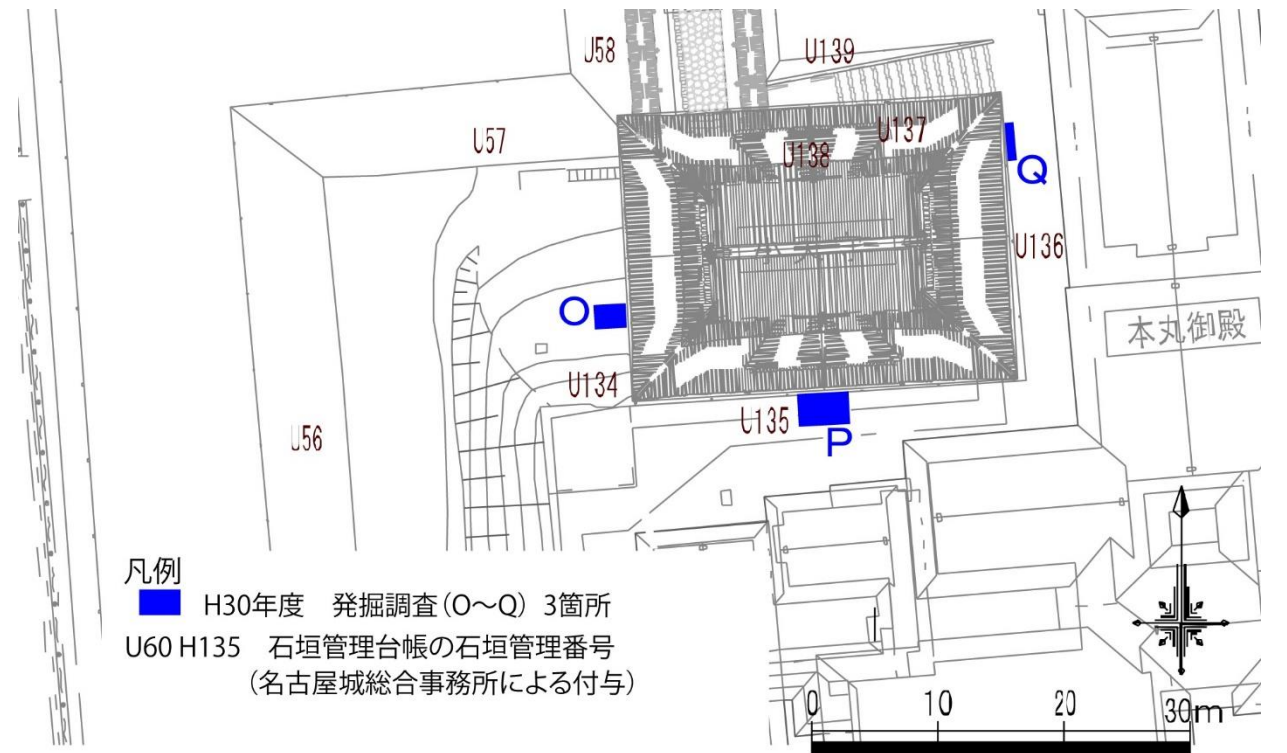 U58
U139
U57
U137
U138
Q
U136
O
本丸御殿
U134
U135
P
U56
凡例
H30年度 発掘調査(O～Q) 3箇所
U60 H135 石垣管理台帳の石垣管理番号
(名古屋城総合事務所による付与)
0 10 20 30m